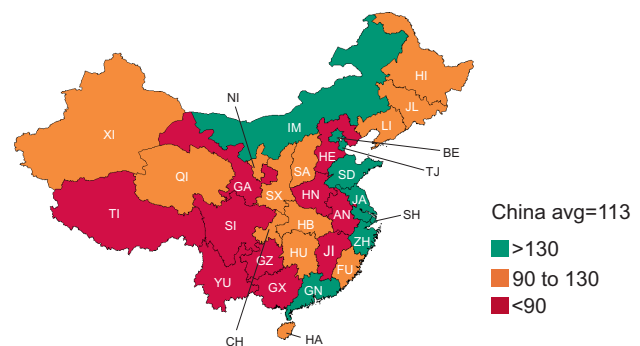 HI
JL
NI
LI
IM
XI
BE
HE
SA
TJ
SD
QI
GA
SX
HN
JA
TI
AN
SH
China avg=113
SI
HB
ZH
>130
HU
JI
GZ
FU
90 to 130
YU
GX
GN
<90
CH
HA